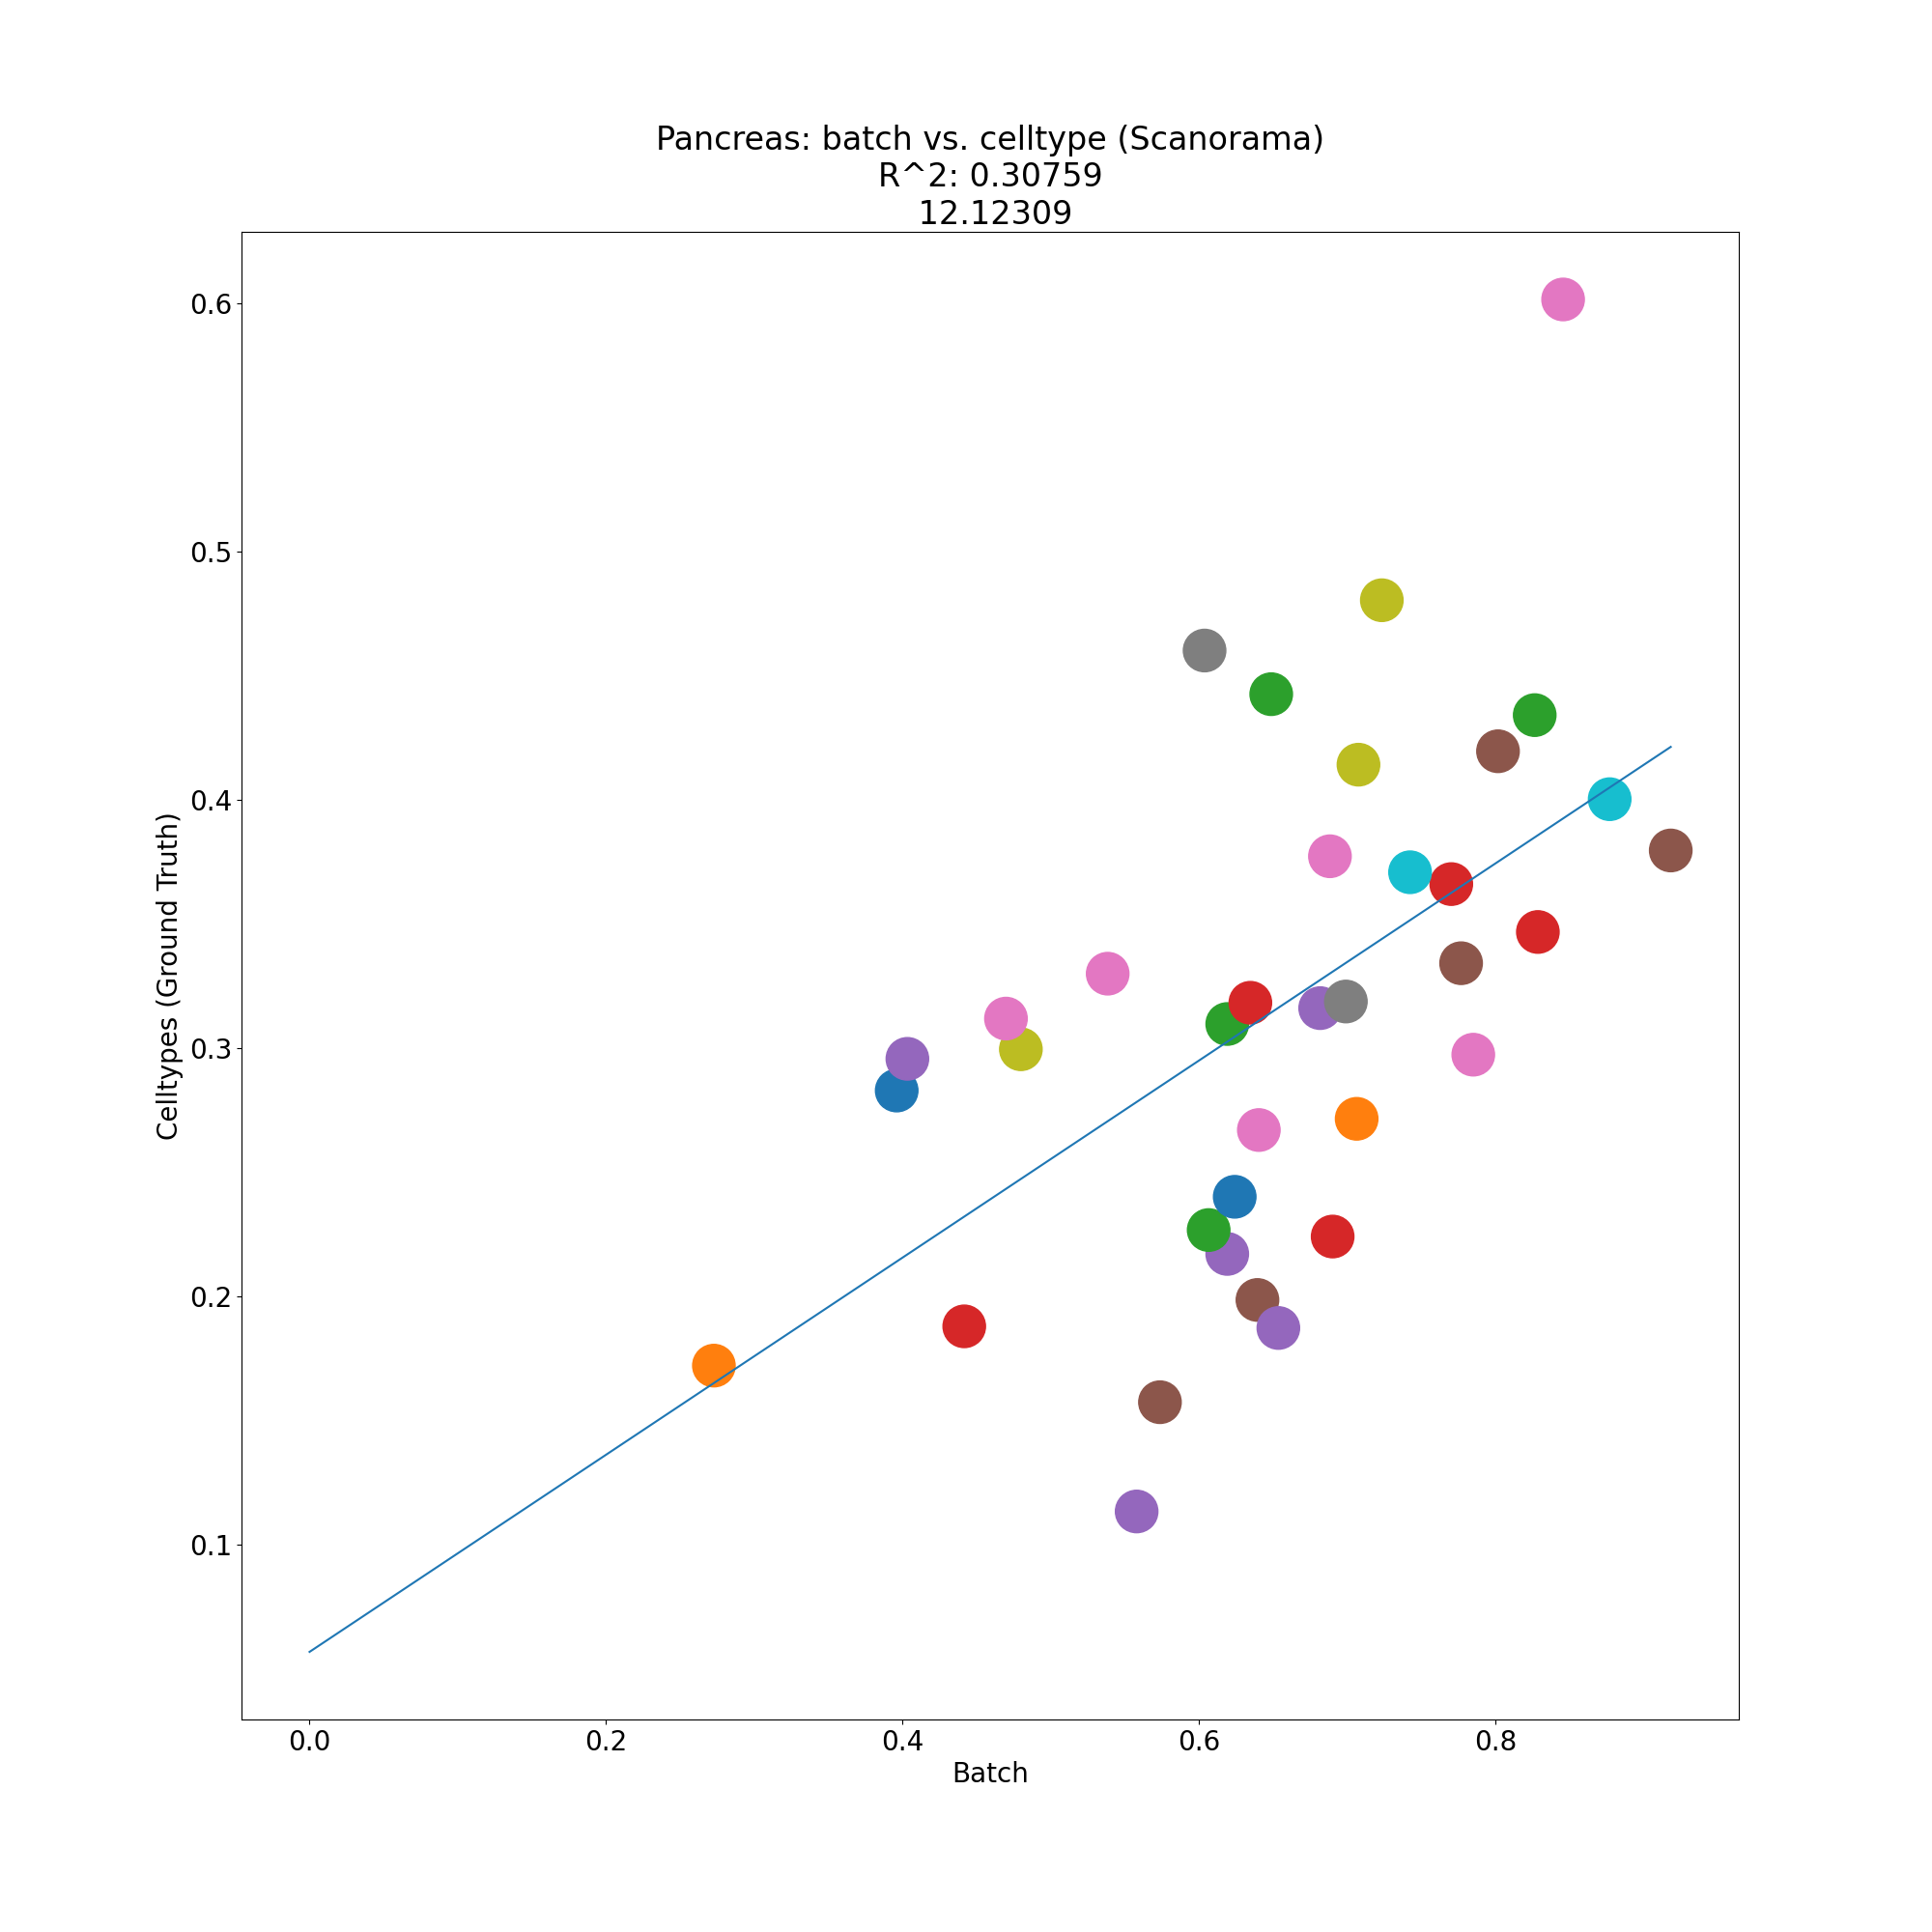 Pancreas: batch vs. celltype (Scanorama)
R^2: 0.30759
12.12309
0.6
0.5
0.4
0.3
0.2
0.1
Celltypes (Ground Truth)
0.0 0.2 0.4 0.6 0.8
Batch